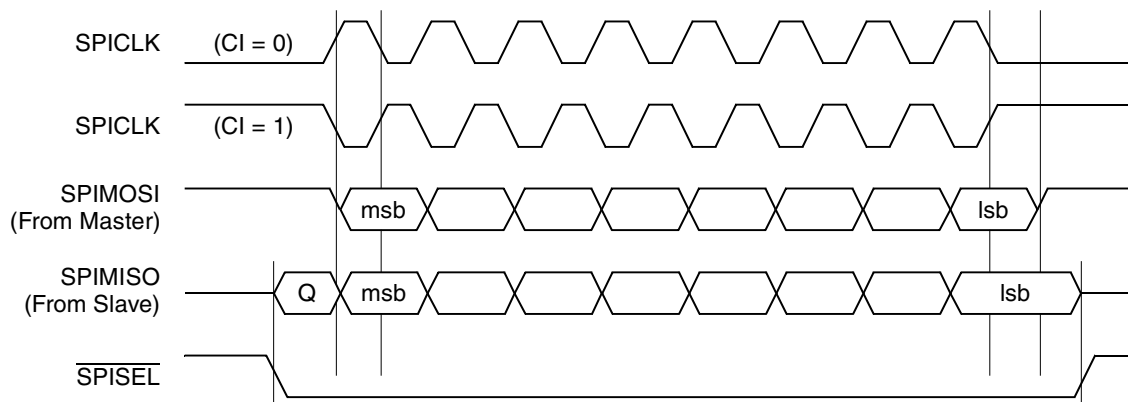 SPICLK (CI = 0)
SPICLK (CI = 1)
SPIMOSI
(From Master)
msb lsb
SPIMISO
(From Slave)
Q msb lsb
SPISEL